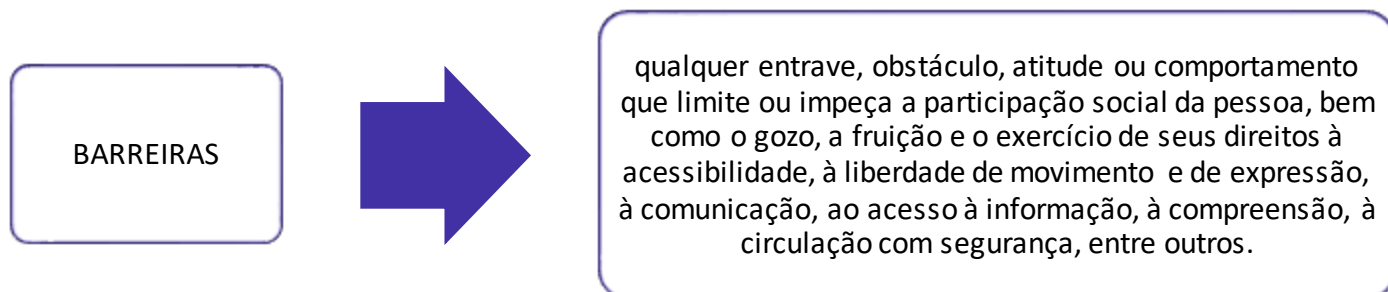 BARREIRAS
qualquer entrave, obstáculo, atitude ou comportamento
que limite ou impeça a participação social da pessoa, bem
como o gozo, a fruição e o exercício de seus direitos à
acessibilidade, à liberdade de movimento e de expressão,
à comunicação, ao acesso à informação, à compreensão, à
circulação com segurança, entre outros.